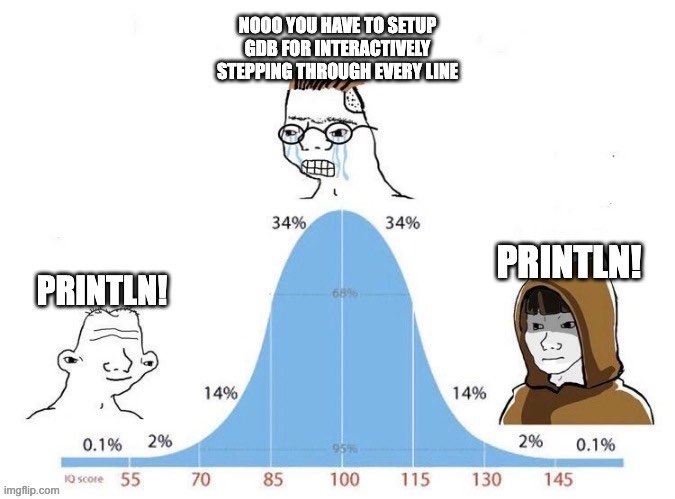 NOOO YOU HAVE TO SETUP
GDB FOR INTERACTIVELY
STEPPING THROUGH EVERY LINE
34% 34%
PRINTLN!
PRINTLN!
68%
14% 14%
0.1% 2% 95% 2% 0.1%
IQ score 55 70 85 100 115 130 145
imgflip.com